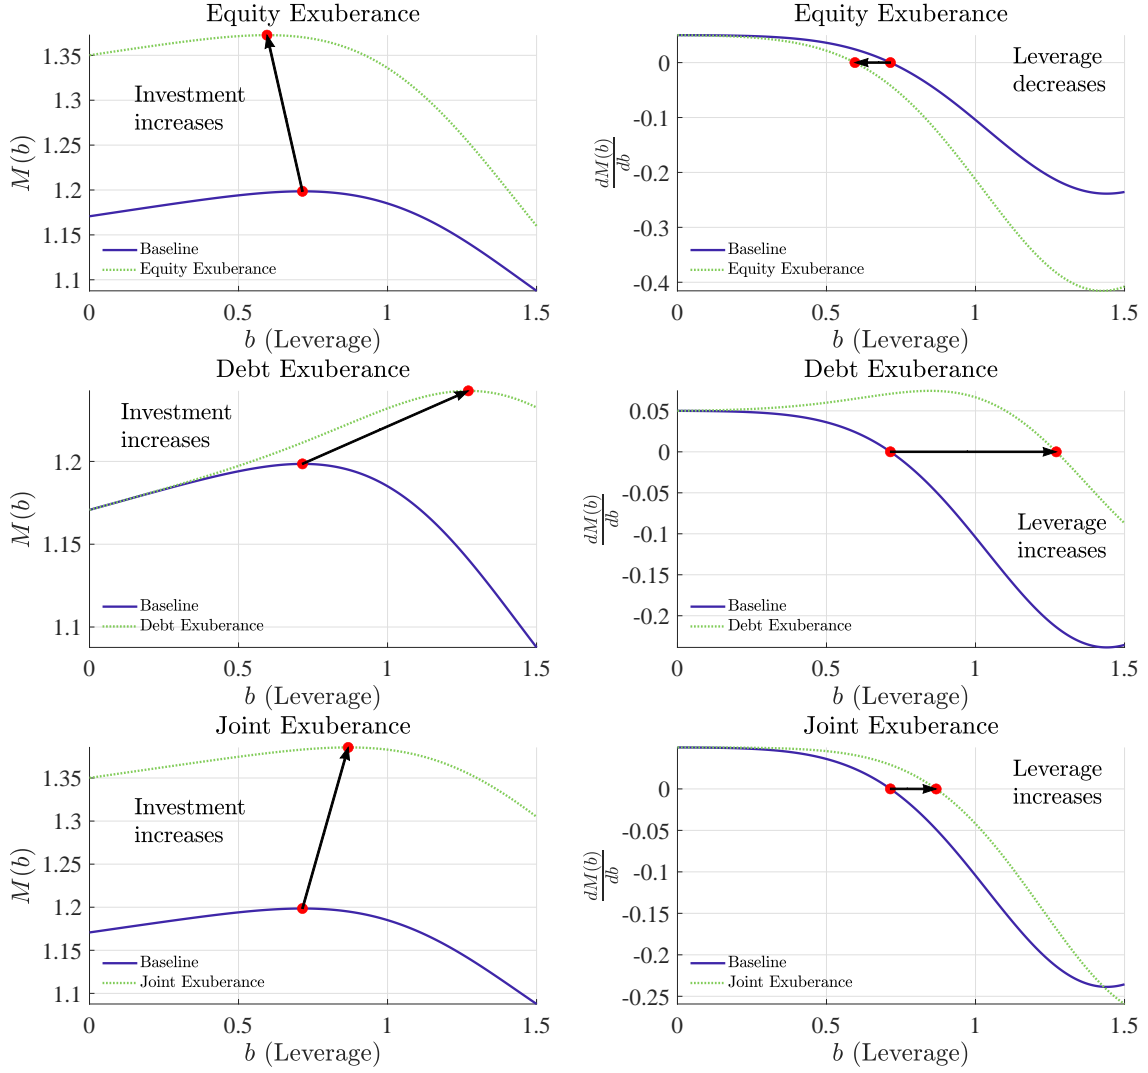 Equity Exuberance
M(b)
1.35
1.3
1.25
1.2
1.15
1.1
Investment
increases
Baseline
Equity Exuberance
0 0.5 1 1.5
b (Leverage)
Equity Exuberance
dM(b)
db
0
-0.1
-0.2
-0.3
-0.4
Leverage
decreases
Baseline
Equity Exuberance
0 0.5 1 1.5
b (Leverage)
Debt Exuberance
M(b)
1.2
1.15
1.1
Investment
increases
Baseline
Debt Exuberance
0 0.5 1 1.5
b (Leverage)
Debt Exuberance
dM(b)
db
0.05
0
-0.05
-0.1
-0.15
-0.2
Leverage
increases
Baseline
Debt Exuberance
0 0.5 1 1.5
b (Leverage)
Joint Exuberance
M(b)
1.35
1.3
1.25
1.2
1.15
1.1
Investment
increases
Baseline
Joint Exuberance
0 0.5 1 1.5
b (Leverage)
Joint Exuberance
dM(b)
db
0
-0.05
-0.1
-0.15
-0.2
-0.25
Leverage
increases
Baseline
Joint Exuberance
0 0.5 1 1.5
b (Leverage)